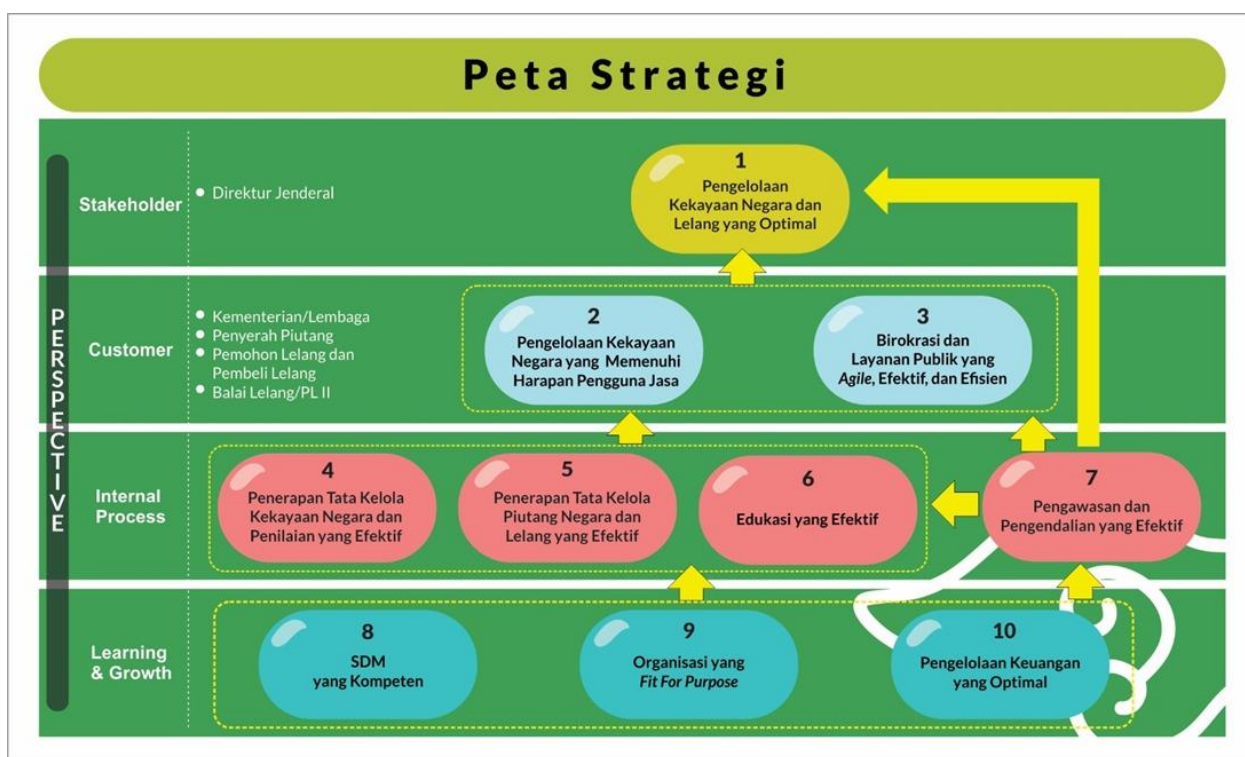 Peta Strategi
PERSPECTIVE
Stakeholder
• Direktur Jenderal
1
Pengelolaan
Kekayaan Negara dan
Lelang yang Optimal
Customer
• Kementerian/Lembaga
• Penyerah Piutang
• Pemohon Lelang dan
Pembeli Lelang
• Balai Lelang/PL II
2
Pengelolaan Kekayaan
Negara yang Memenuhi
Harapan Pengguna Jasa
3
Birokrasi dan
Layanan Publik yang
Agile, Efektif, dan Efisien
Internal
Process
4
Penerapan Tata Kelola
Kekayaan Negara dan
Penilaian yang Efektif
5
Penerapan Tata Kelola
Piutang Negara dan
Lelang yang Efektif
6
Edukasi yang Efektif
7
Pengawasan dan
Pengendalian yang Efektif
Learning
& Growth
8
SDM
yang Kompeten
9
Organisasi yang
Fit For Purpose
10
Pengelolaan Keuangan
yang Optimal